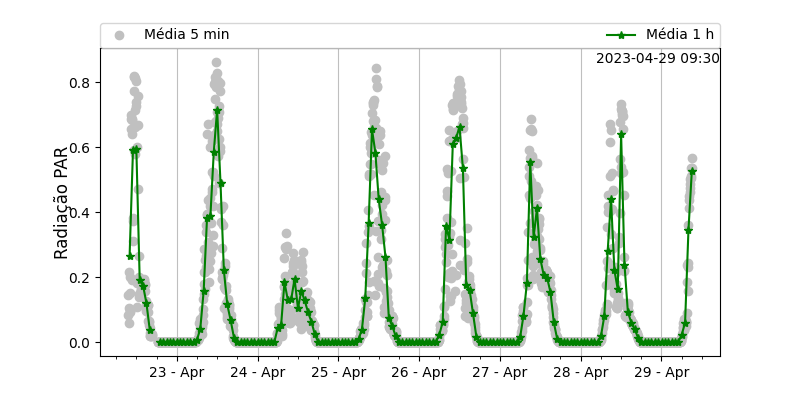 Média 5 min
Média 1 h
2023-04-29 09:30
Radiação PAR
0.8
0.6
0.4
0.2
0.0
23 - Apr
24 - Apr
25 - Apr
26 - Apr
27 - Apr
28 - Apr
29 - Apr